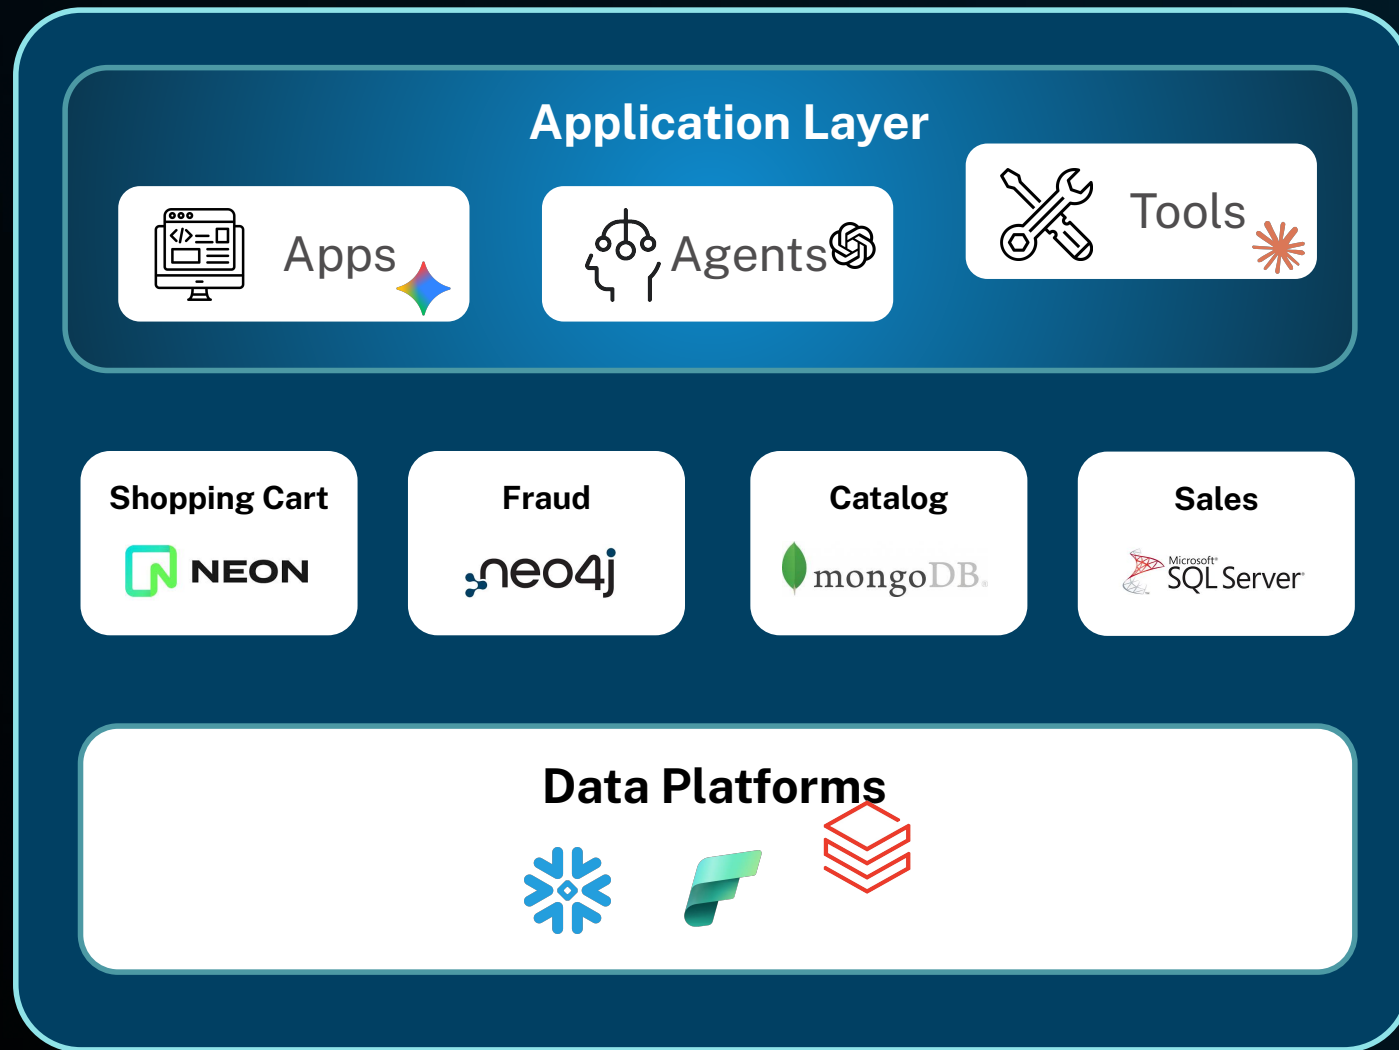 Application Layer
Apps
Agents
Tools
</>
Shopping Cart
Fraud
Catalog
Sales
NEON
neo4j
mongoDB.
Microsoft®
SQL Server®
Data Platforms